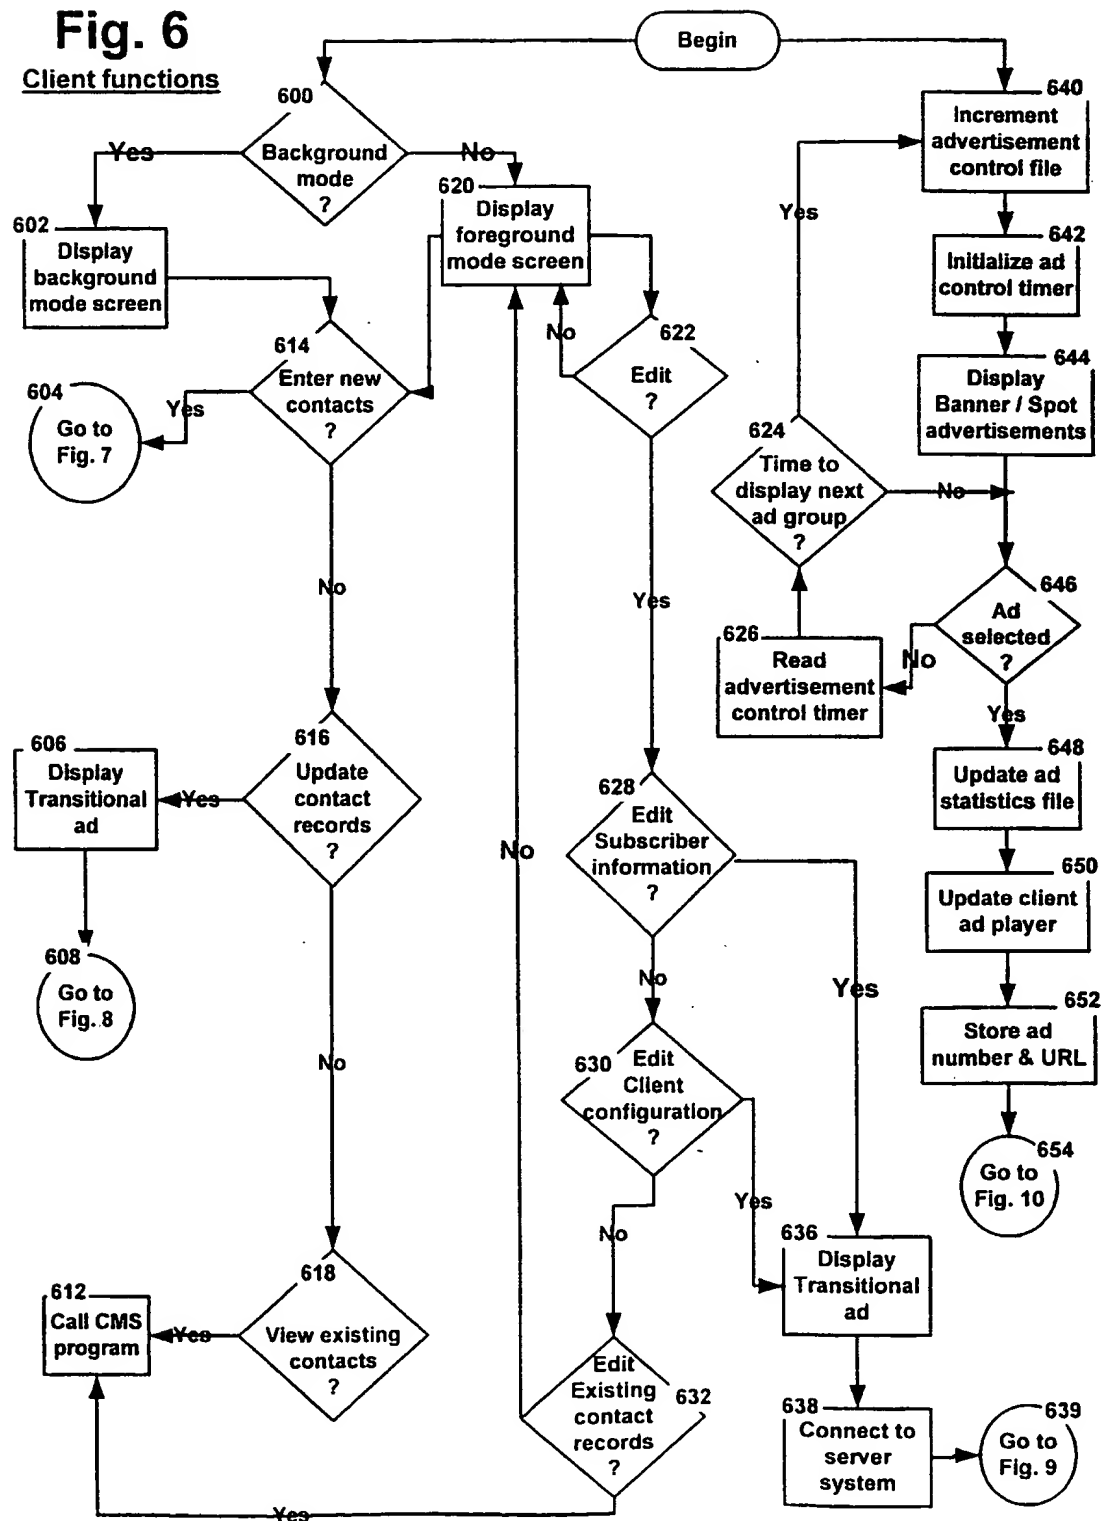 Fig. 6
Client functions
Begin
600
Background
mode
?
Yes
No
602
Display
background
mode screen
620
Display
foreground
mode screen
640
Increment
advertisement
control file
642
Initialize ad
control timer
644
Display
Banner / Spot
advertisements
614
Enter new
contacts
?
Yes
604
Go to
Fig. 7
No
622
Edit
?
No
Yes
624
Time to
display next
ad group
?
Yes
No
626
Read
advertisement
control timer
646
Ad
selected
?
No
Yes
648
Update ad
statistics file
650
Update client
ad player
652
Store ad
number & URL
654
Go to
Fig. 10
616
Update
contact
records
?
Yes
606
Display
Transitional
ad
608
Go to
Fig. 8
No
628
Edit
Subscriber
information
?
No
Yes
No
630
Edit
Client
configuration
?
Yes
No
636
Display
Transitional
ad
618
View existing
contacts
?
Yes
612
Call CMS
program
632
Edit
Existing
contact
records
?
Yes
638
Connect to
server
system
639
Go to
Fig. 9